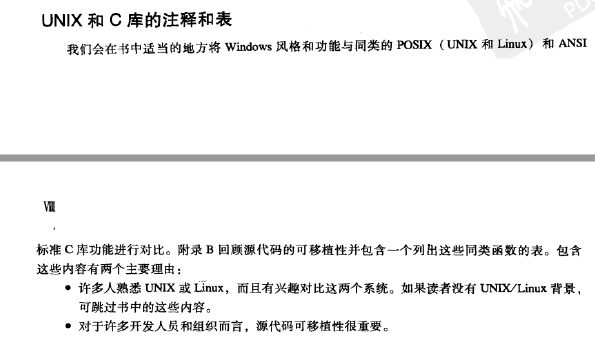 UNIX 和 C 库的注释和表
我们会在书中适当的地方将 Windows 风格和功能与同类的 POSIX（UNIX 和 Linux）和 ANSI
VIII
标准 C 库功能进行对比。附录 B 回顾源代码的可移植性并包含一个列出这些同类函数的表。包含
这些内容有两个主要理由：
● 许多人熟悉 UNIX 或 Linux，而且有兴趣对比这两个系统。如果读者没有 UNIX/Linux 背景，
可跳过书中的这些内容。
● 对于许多开发人员和组织而言，源代码可移植性很重要。